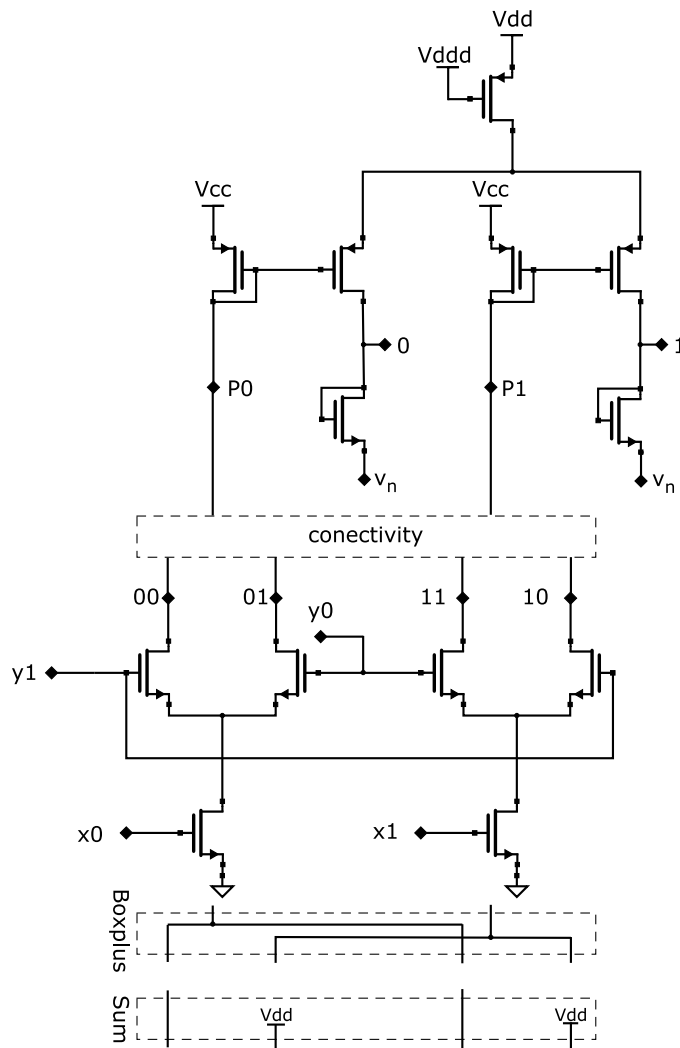 Vdd
Vddd
Vcc
Vcc
0
1
P0
P1
vn
vn
conectivity
00
01
11
10
y0
y1
x0
x1
Boxplus
Sum
Vdd
Vdd